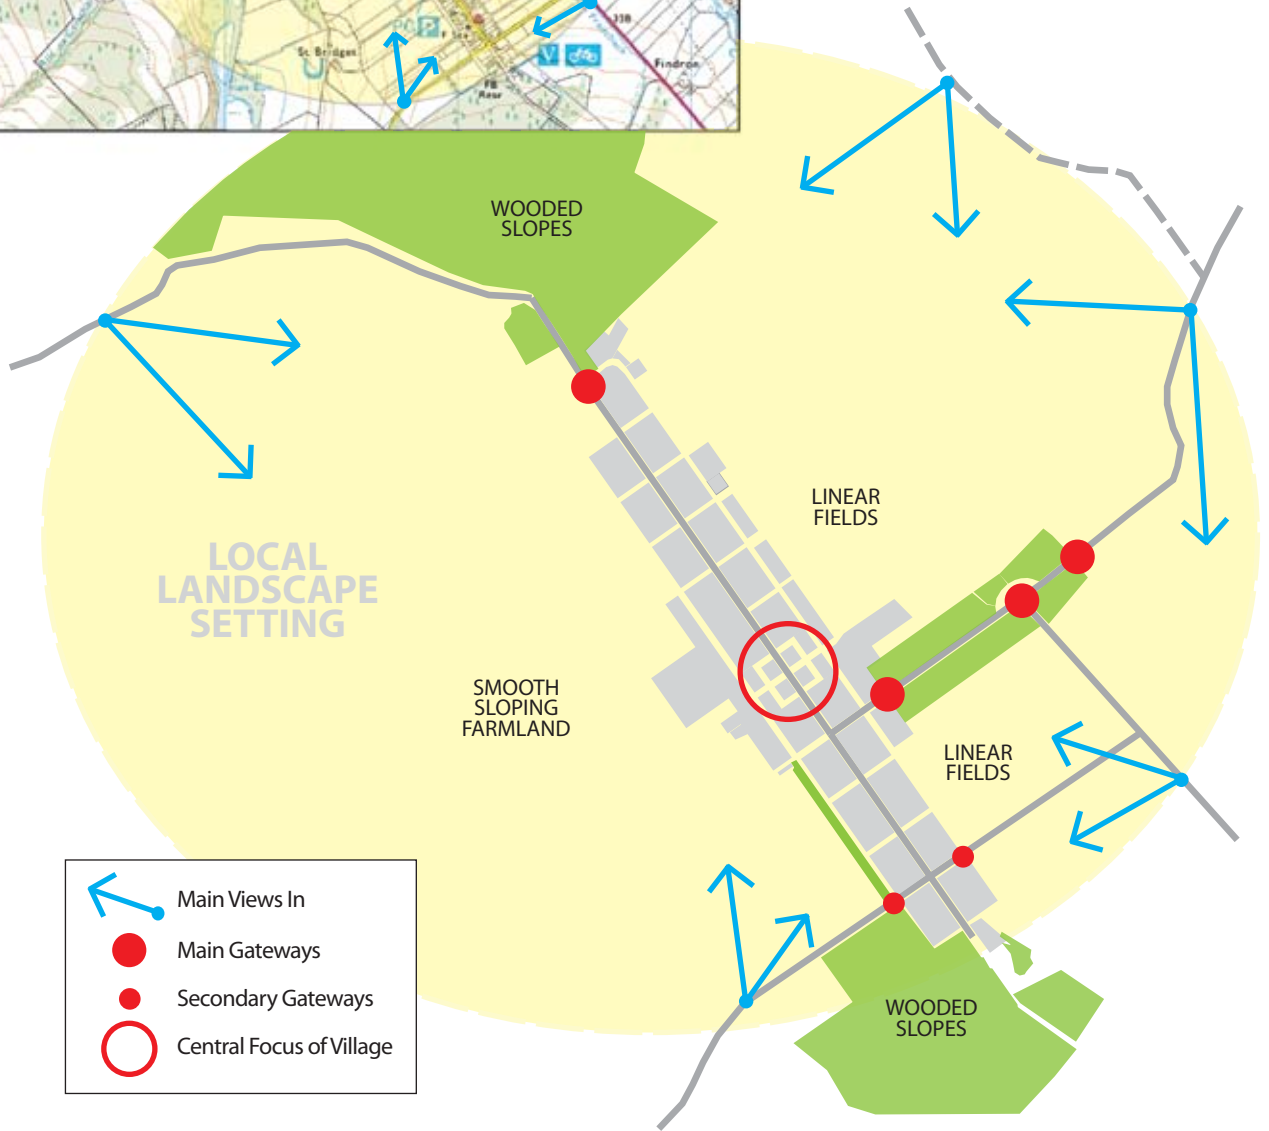 P
St Bridget
V
Findron
WOODED
SLOPES
LINEAR
FIELDS
LOCAL
LANDSCAPE
SETTING
SMOOTH
SLOPING
FARMLAND
LINEAR
FIELDS
WOODED
SLOPES
Main Views In
Main Gateways
Secondary Gateways
Central Focus of Village